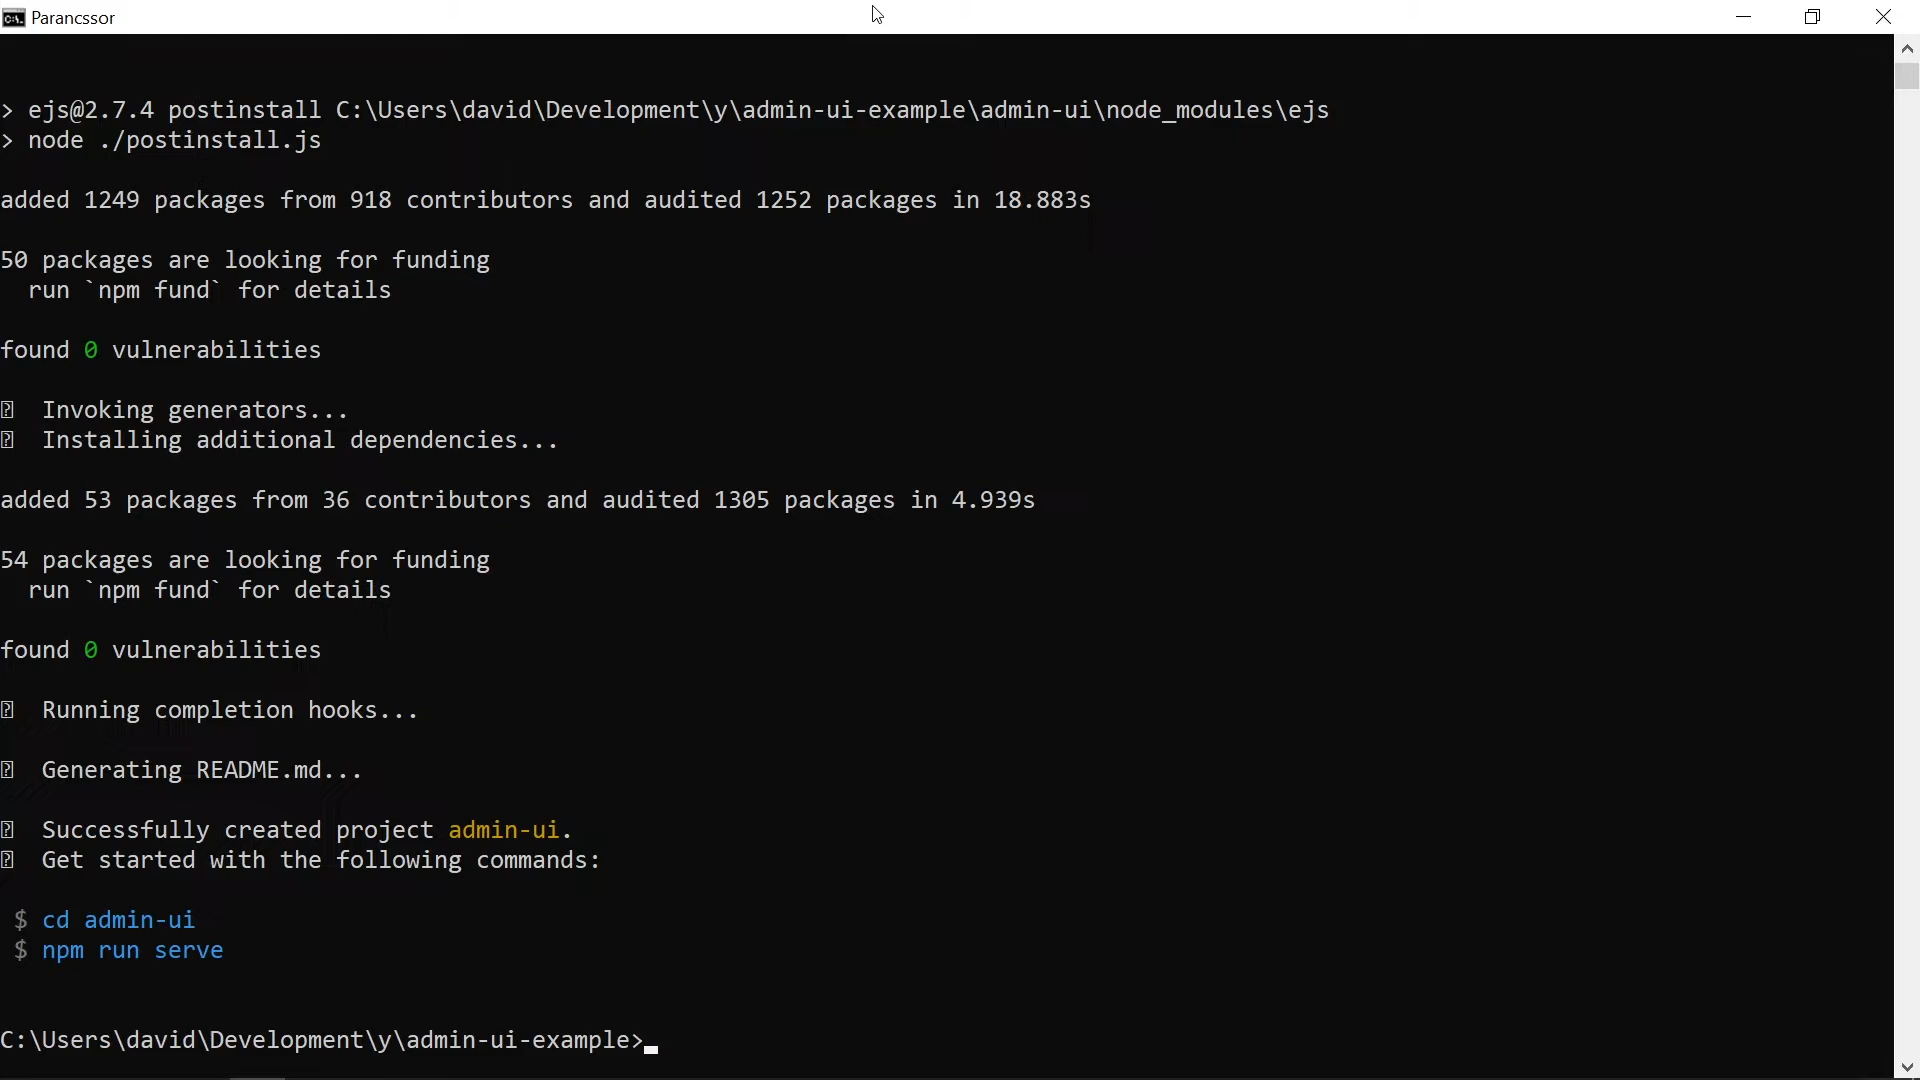 Parancssor
> ejs@2.7.4 postinstall C:\Users\david\Development\y\admin-ui-example\admin-ui\node_modules\ejs
> node ./postinstall.js
added 1249 packages from 918 contributors and audited 1252 packages in 18.883s
50 packages are looking for funding
  run `npm fund` for details
found 0 vulnerabilities
Invoking generators...
Installing additional dependencies...
added 53 packages from 36 contributors and audited 1305 packages in 4.939s
54 packages are looking for funding
  run `npm fund` for details
found 0 vulnerabilities
Running completion hooks...
Generating README.md...
Successfully created project admin-ui.
Get started with the following commands:
$ cd admin-ui
$ npm run serve
C:\Users\david\Development\y\admin-ui-example>